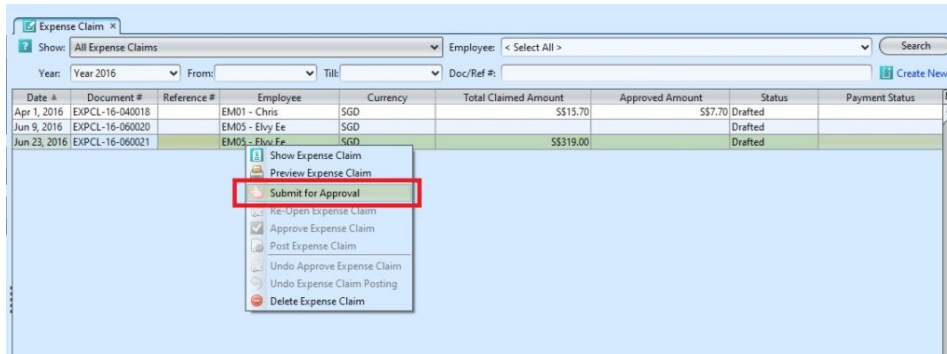 Expense Claim ×
? Show: All Expense Claims Employee: < Select All > Search
Year: Year 2016 From: Till: Doc/Ref #: Create New
Date Document # Reference # Employee Currency Total Claimed Amount Approved Amount Status Payment Status
Apr 1, 2016 EXPCL-16-040018 EM01 - Chris SGD S$15.70 S$7.70 Drafted
Jun 9, 2016 EXPCL-16-060020 EM05 - Elvy Ee SGD Drafted
Jun 23, 2016 EXPCL-16-060021 EM05 - Elvy Ee SGD S$319.00 Drafted
Show Expense Claim
Preview Expense Claim
Submit for Approval
Re-Open Expense Claim
Approve Expense Claim
Post Expense Claim
Undo Approve Expense Claim
Undo Expense Claim Posting
Delete Expense Claim